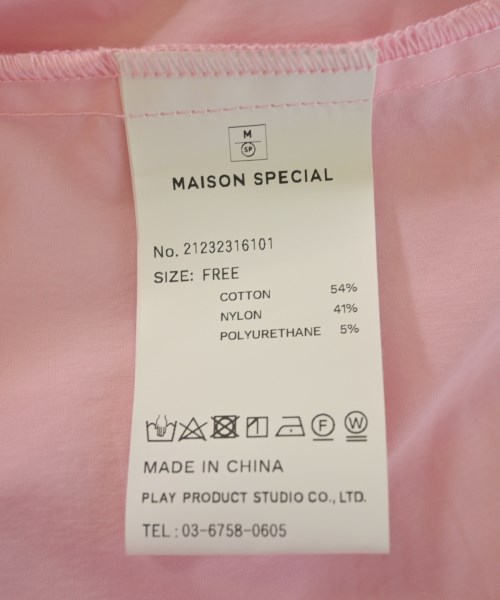 M
SP
MAISON SPECIAL
No. 21232316101
SIZE: FREE
COTTON 54%
NYLON 41%
POLYURETHANE 5%
F W
MADE IN CHINA
PLAY PRODUCT STUDIO CO., LTD.
TEL : 03-6758-0605